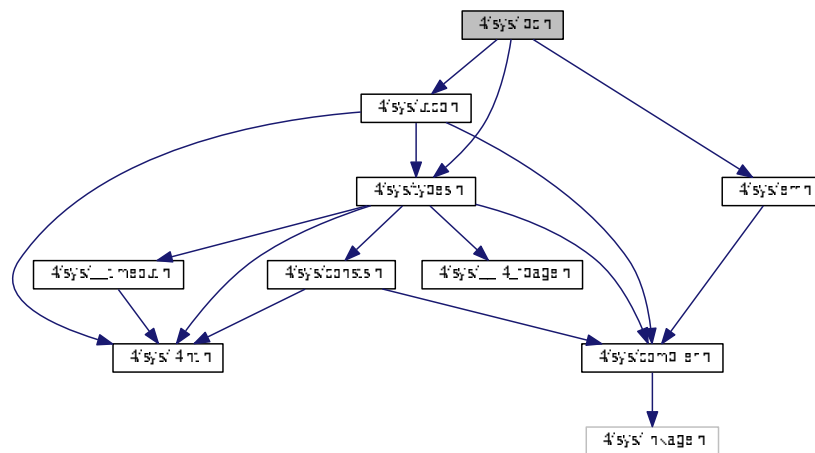 l4/sys/ipc.h
l4/sys/utcb.h
l4/sys/types.h
l4/sys/err.h
l4/sys/__timeout.h
l4/sys/consts.h
l4/sys/__l4_fpage.h
l4/sys/l4int.h
l4/sys/compiler.h
l4/sys/linkage.h